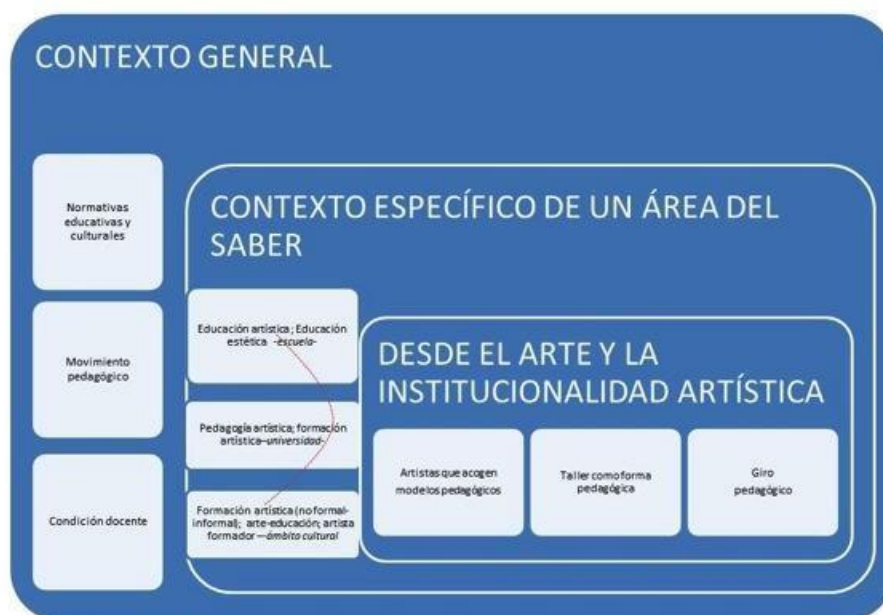 CONTEXTO GENERAL
Normativas
educativas y
culturales
Movimiento
pedagógico
Condición docente
CONTEXTO ESPECÍFICO DE UN ÁREA DEL
SABER
Educación artística; Educación
estética -escuela-
Pedagogía artística; formación
artística–universidad-
Formación artística (no formal-
informal); arte-educación; artista
formador —ámbito cultural
DESDE EL ARTE Y LA
INSTITUCIONALIDAD ARTÍSTICA
Artistas que acogen
modelos pedagógicos
Taller como forma
pedagógica
Giro
pedagógico